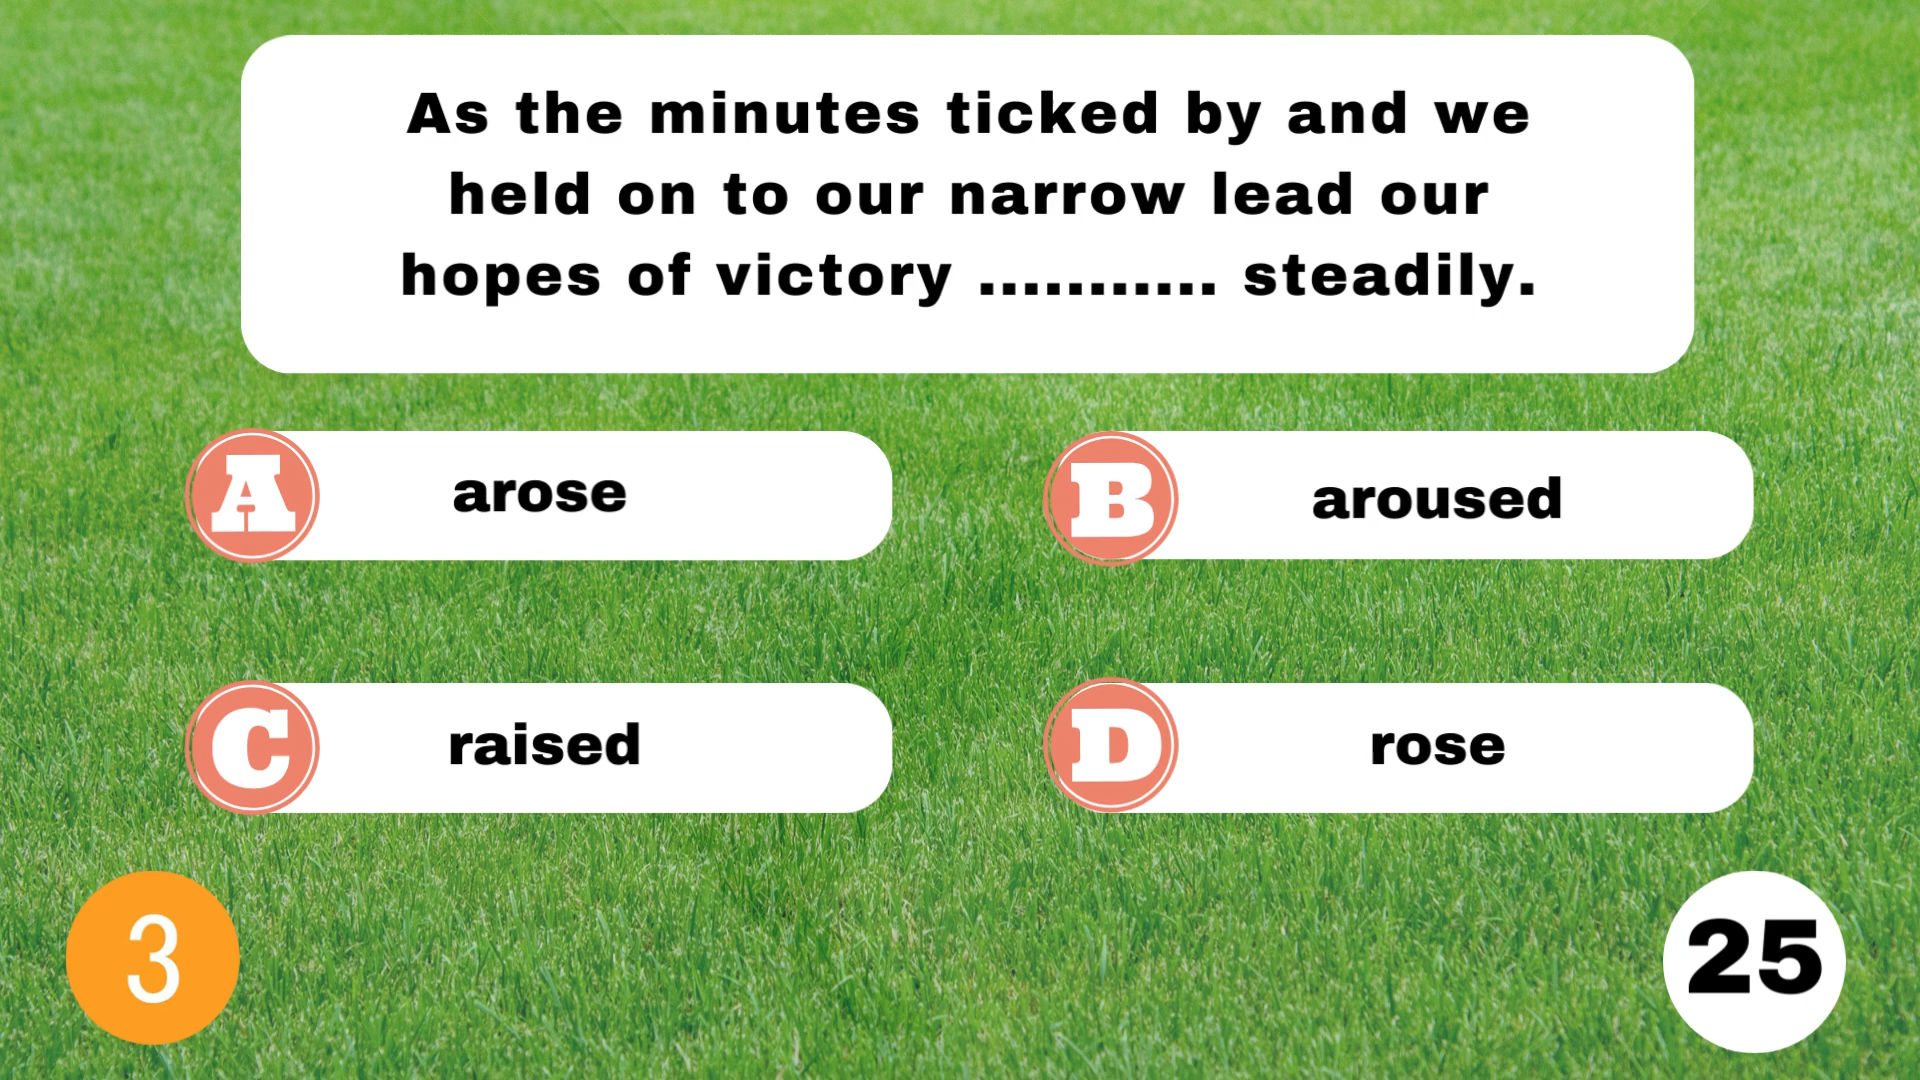 As the minutes ticked by and we
held on to our narrow lead our
hopes of victory ........... steadily.
A arose
B aroused
C raised
D rose
3
25